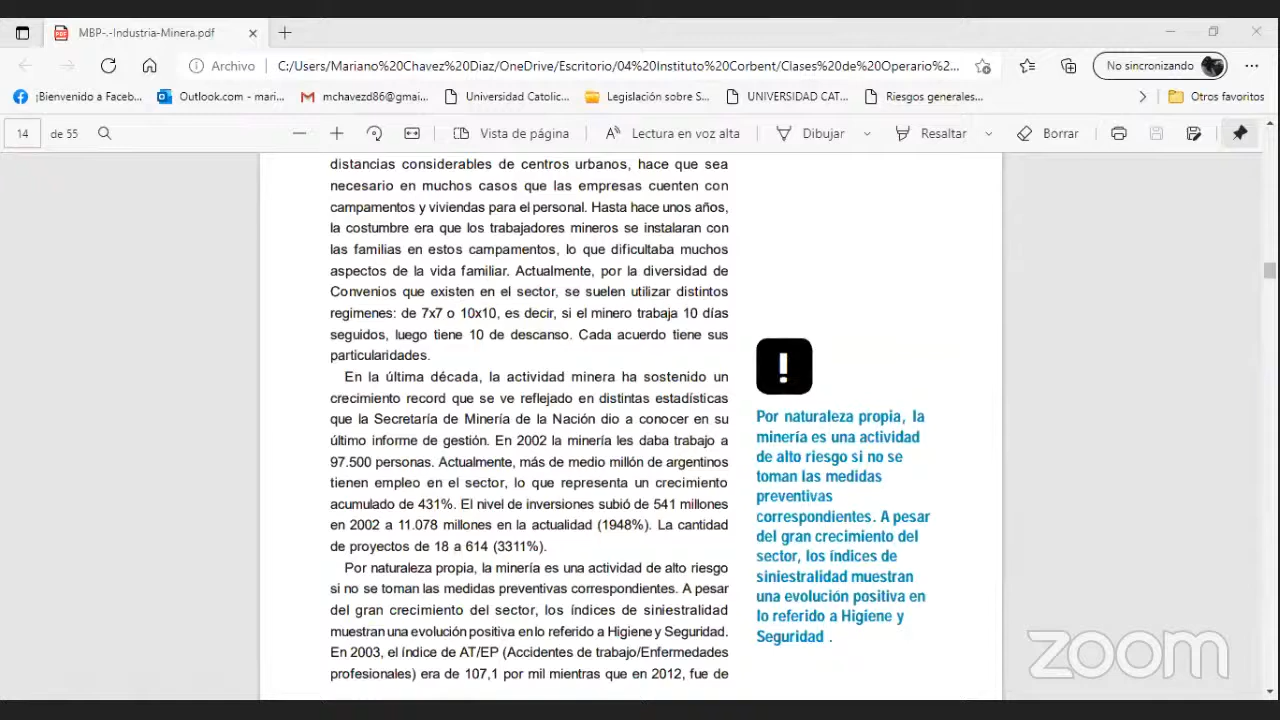 MBP-.-Industria-Minera.pdf
Archivo
C:/Users/Mariano%20Chavez%20Diaz/OneDrive/Escritorio/04%20Instituto%20Corbent/Clases%20de%20Operario%2...
No sincronizando
¡Bienvenido a Faceb...
Outlook.com - mari...
mchavezd86@gmai...
Universidad Catolic...
Legislación sobre S...
UNIVERSIDAD CAT...
Riesgos generales...
Otros favoritos
14 de 55
Vista de página
Lectura en voz alta
Dibujar
Resaltar
Borrar
distancias considerables de centros urbanos, hace que sea
necesario en muchos casos que las empresas cuenten con
campamentos y viviendas para el personal. Hasta hace unos años,
la costumbre era que los trabajadores mineros se instalaran con
las familias en estos campamentos, lo que dificultaba muchos
aspectos de la vida familiar. Actualmente, por la diversidad de
Convenios que existen en el sector, se suelen utilizar distintos
regimenes: de 7x7 o 10x10, es decir, si el minero trabaja 10 días
seguidos, luego tiene 10 de descanso. Cada acuerdo tiene sus
particularidades.
En la última década, la actividad minera ha sostenido un
crecimiento record que se ve reflejado en distintas estadísticas
que la Secretaría de Minería de la Nación dio a conocer en su
último informe de gestión. En 2002 la minería les daba trabajo a
97.500 personas. Actualmente, más de medio millón de argentinos
tienen empleo en el sector, lo que representa un crecimiento
acumulado de 431%. El nivel de inversiones subió de 541 millones
en 2002 a 11.078 millones en la actualidad (1948%). La cantidad
de proyectos de 18 a 614 (3311%).
Por naturaleza propia, la minería es una actividad de alto riesgo
si no se toman las medidas preventivas correspondientes. A pesar
del gran crecimiento del sector, los índices de siniestralidad
muestran una evolución positiva en lo referido a Higiene y Seguridad.
En 2003, el índice de AT/EP (Accidentes de trabajo/Enfermedades
profesionales) era de 107,1 por mil mientras que en 2012, fue de
!
Por naturaleza propia, la
minería es una actividad
de alto riesgo si no se
toman las medidas
preventivas
correspondientes. A pesar
del gran crecimiento del
sector, los índices de
siniestralidad muestran
una evolución positiva en
lo referido a Higiene y
Seguridad .
zoom